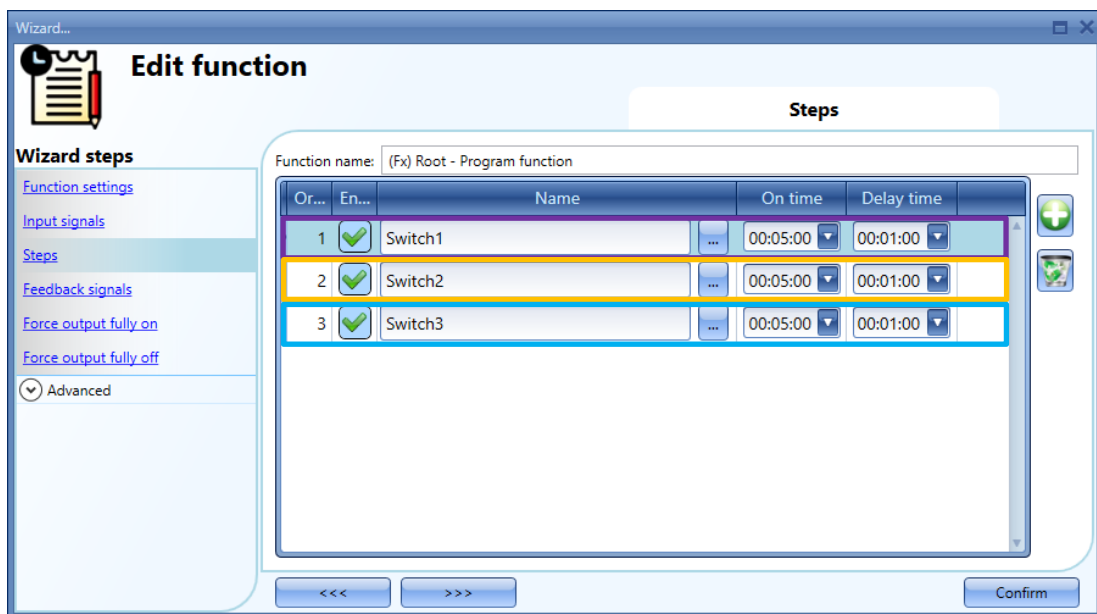 Wizard...
Edit function
Steps
Wizard steps
Function settings
Input signals
Steps
Feedback signals
Force output fully on
Force output fully off
Advanced
Function name: (Fx) Root - Program function
Or... En... Name On time Delay time
1 Switch1 ... 00:05:00 00:01:00
2 Switch2 ... 00:05:00 00:01:00
3 Switch3 ... 00:05:00 00:01:00
<<< >>> Confirm